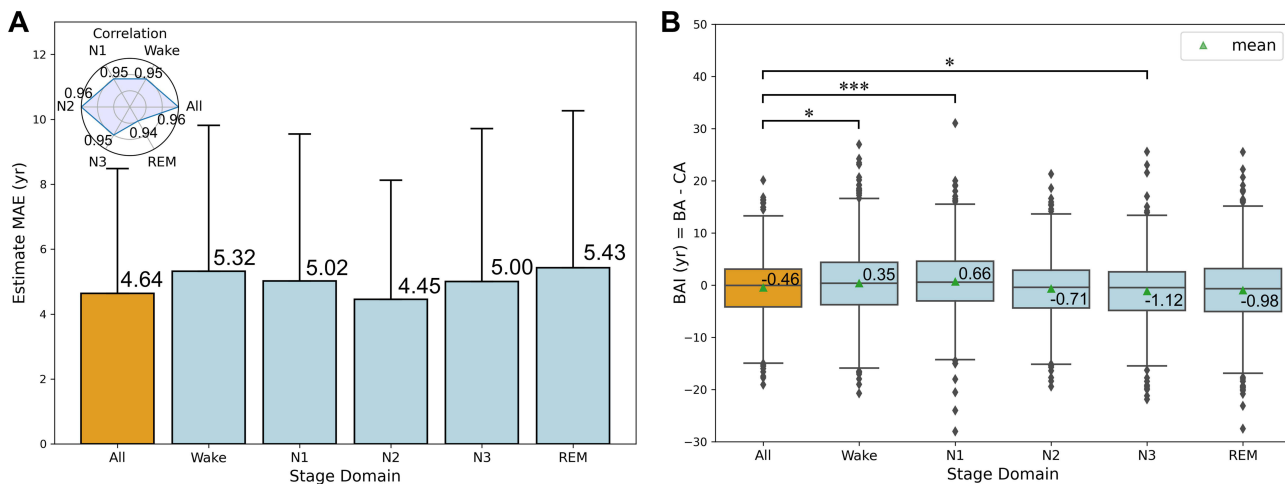 A
Correlation
N1 Wake
0.95 0.95
0.96
N2 All
0.96
0.95 0.94
N3 REM
Estimate MAE (yr)
12
10
8
6
4
2
0
4.64
5.32
5.02
4.45
5.00
5.43
All Wake N1 N2 N3 REM
Stage Domain
B
BAI (yr) = BA - CA
50
40
30
20
10
0
−10
−20
−30
mean
*
***
*
-0.46
0.35
0.66
-0.71
-1.12
-0.98
All Wake N1 N2 N3 REM
Stage Domain